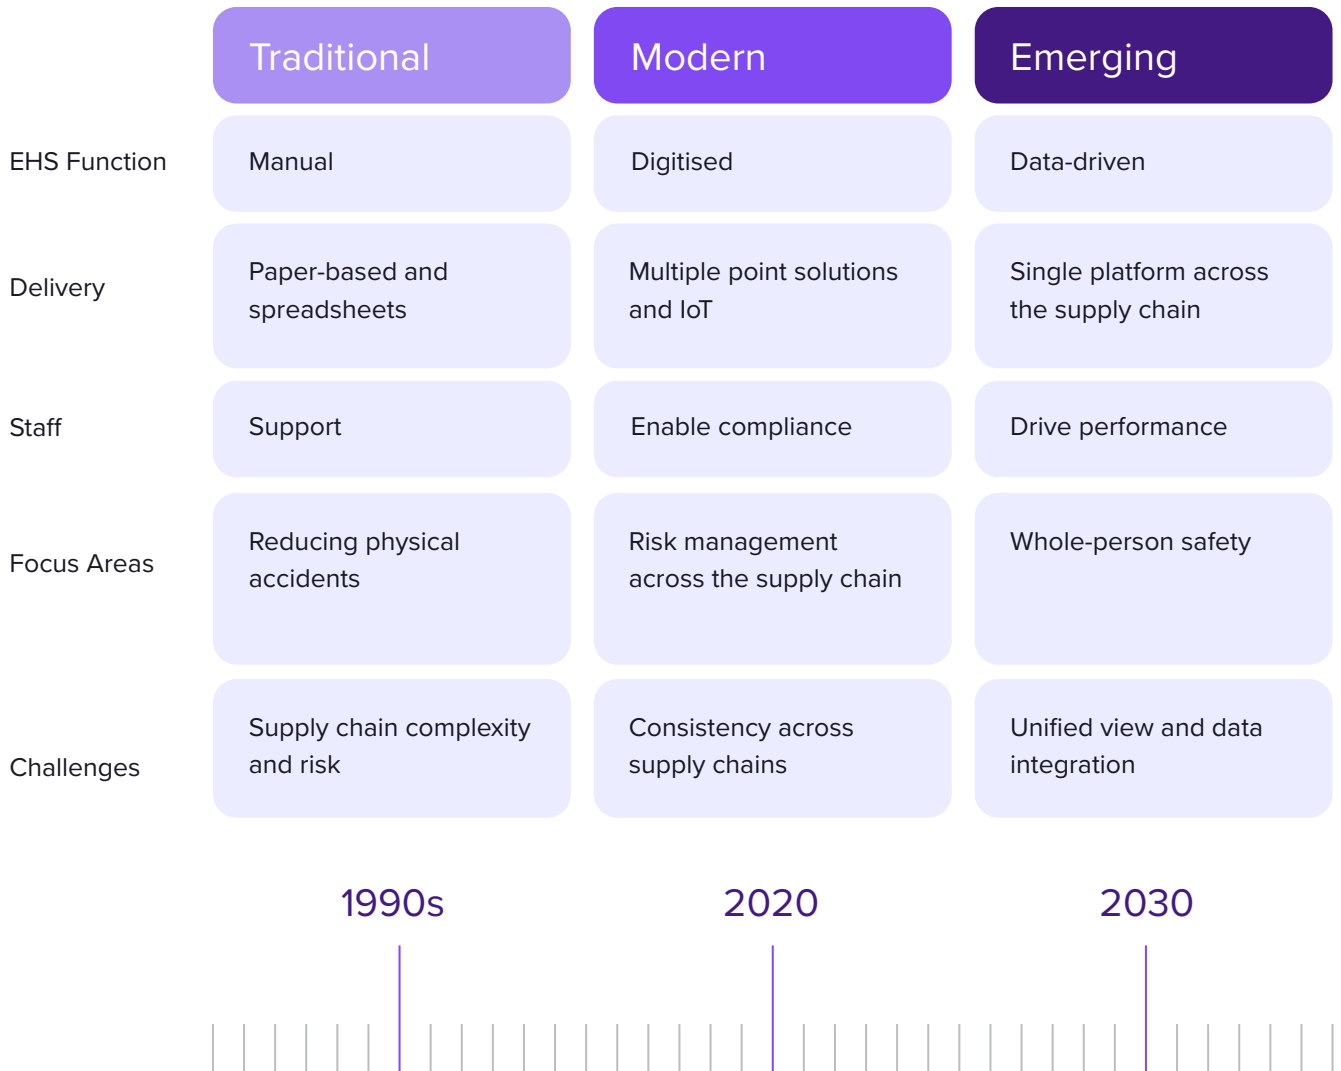 Traditional
Modern
Emerging
EHS Function
Manual
Digitised
Data-driven
Delivery
Paper-based and
spreadsheets
Multiple point solutions
and IoT
Single platform across
the supply chain
Staff
Support
Enable compliance
Drive performance
Focus Areas
Reducing physical
accidents
Risk management
across the supply chain
Whole-person safety
Challenges
Supply chain complexity
and risk
Consistency across
supply chains
Unified view and data
integration
1990s
2020
2030